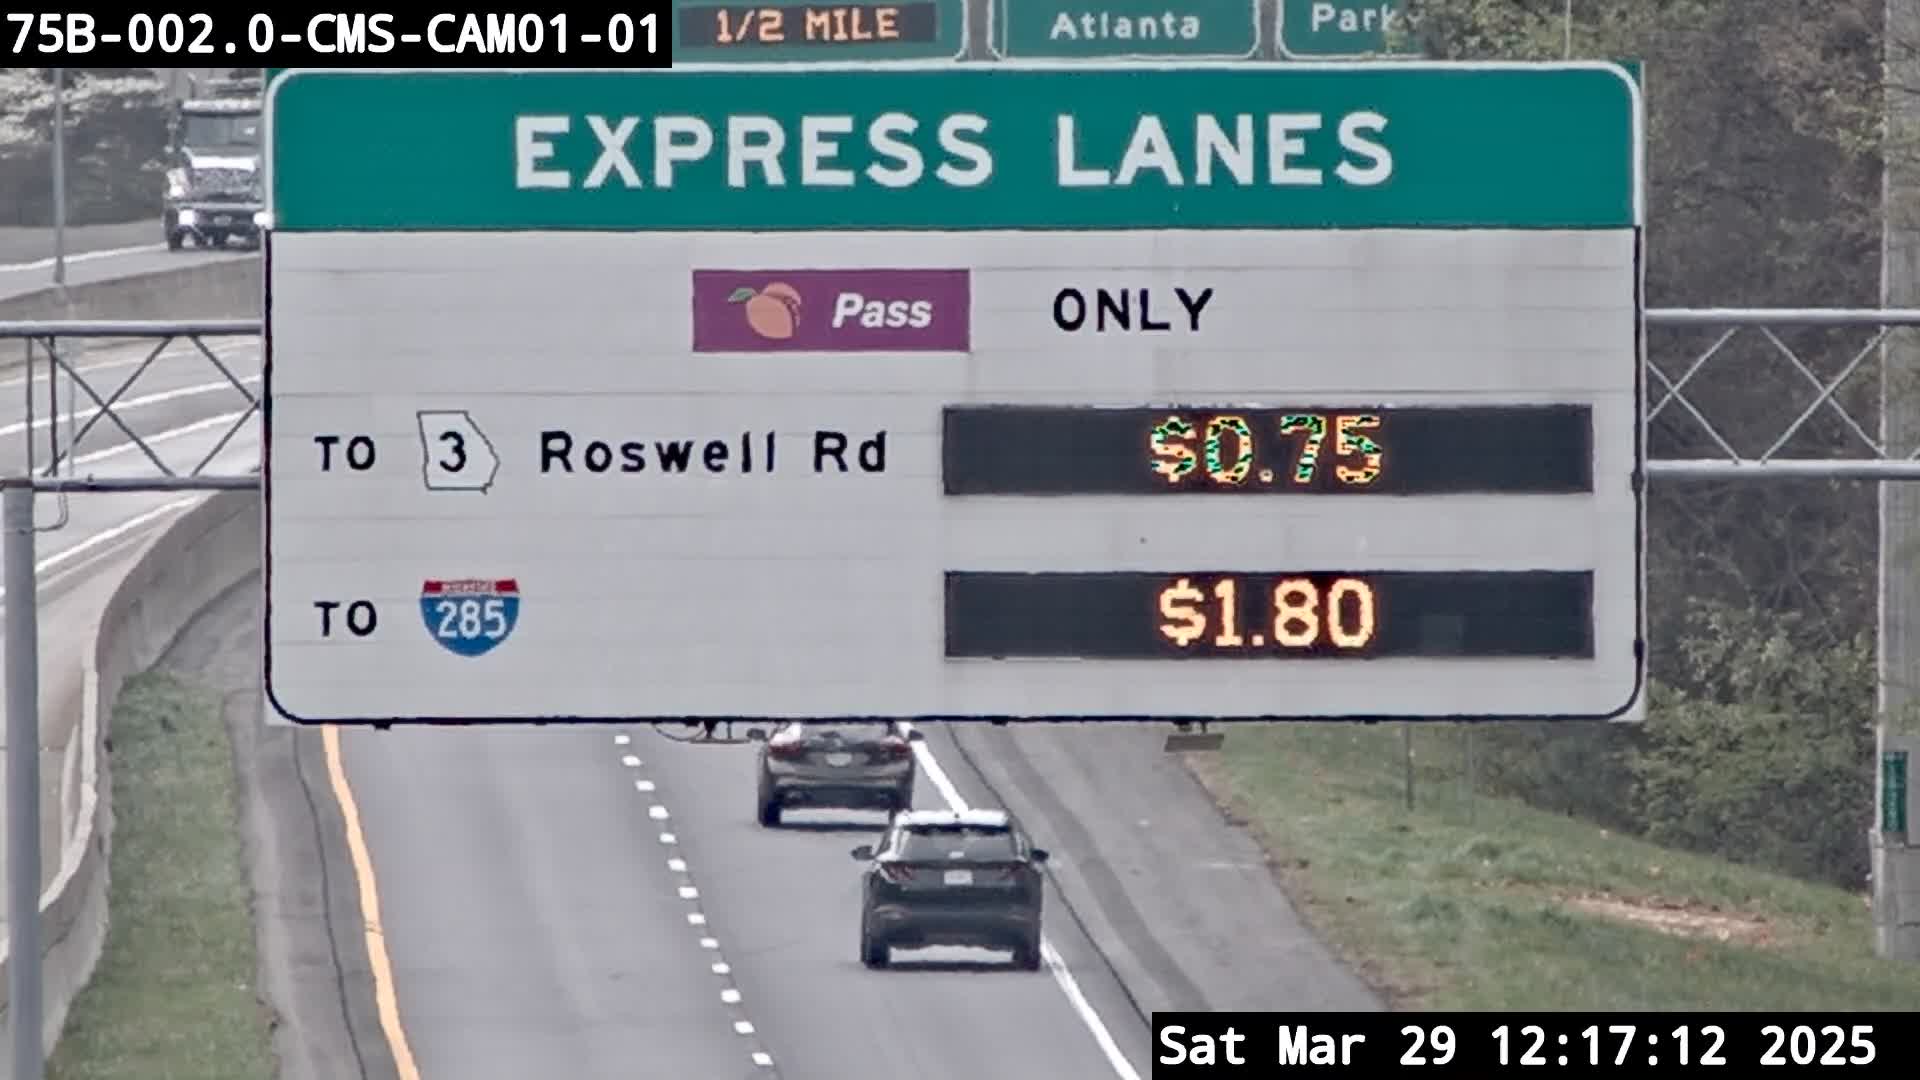 75B-002.0-CMS-CAM01-01
1/2 MILE
Atlanta
Park
EXPRESS LANES
Pass ONLY
TO 3 Roswell Rd $0.75
TO 285 $1.80
Sat Mar 29 12:17:12 2025